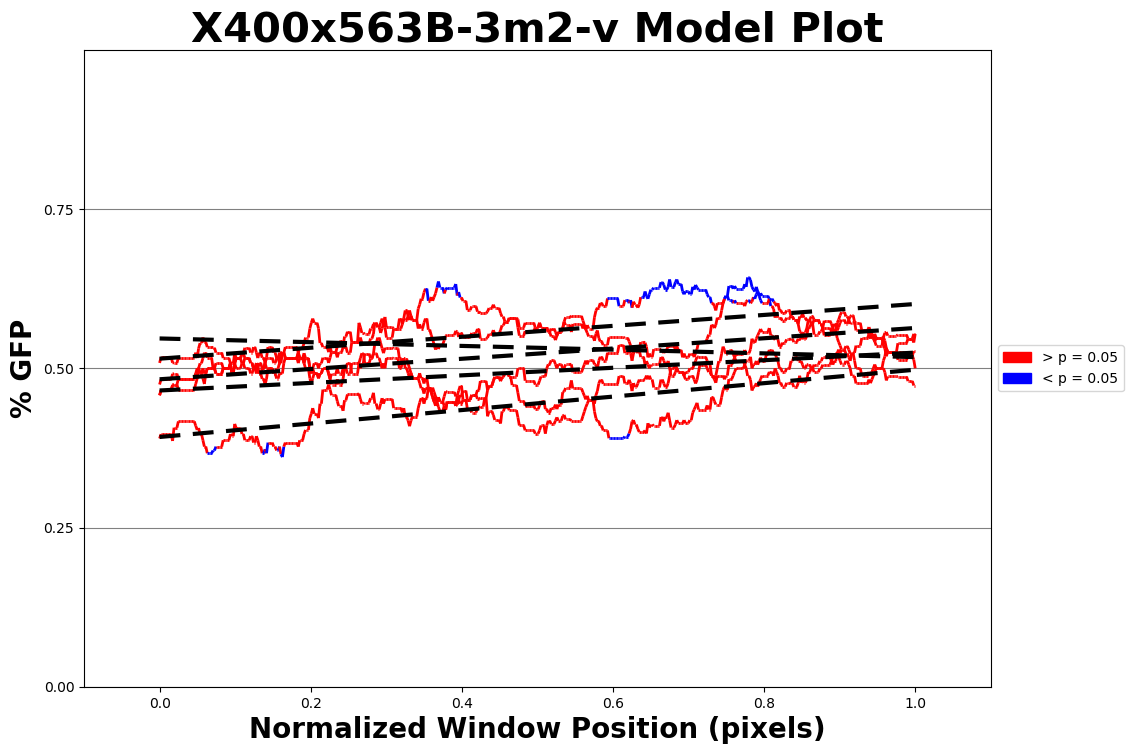 X400x563B-3m2-v Model Plot
% GFP
0.75
0.50
0.25
0.00
0.0 0.2 0.4 0.6 0.8 1.0
Normalized Window Position (pixels)
> p = 0.05
< p = 0.05